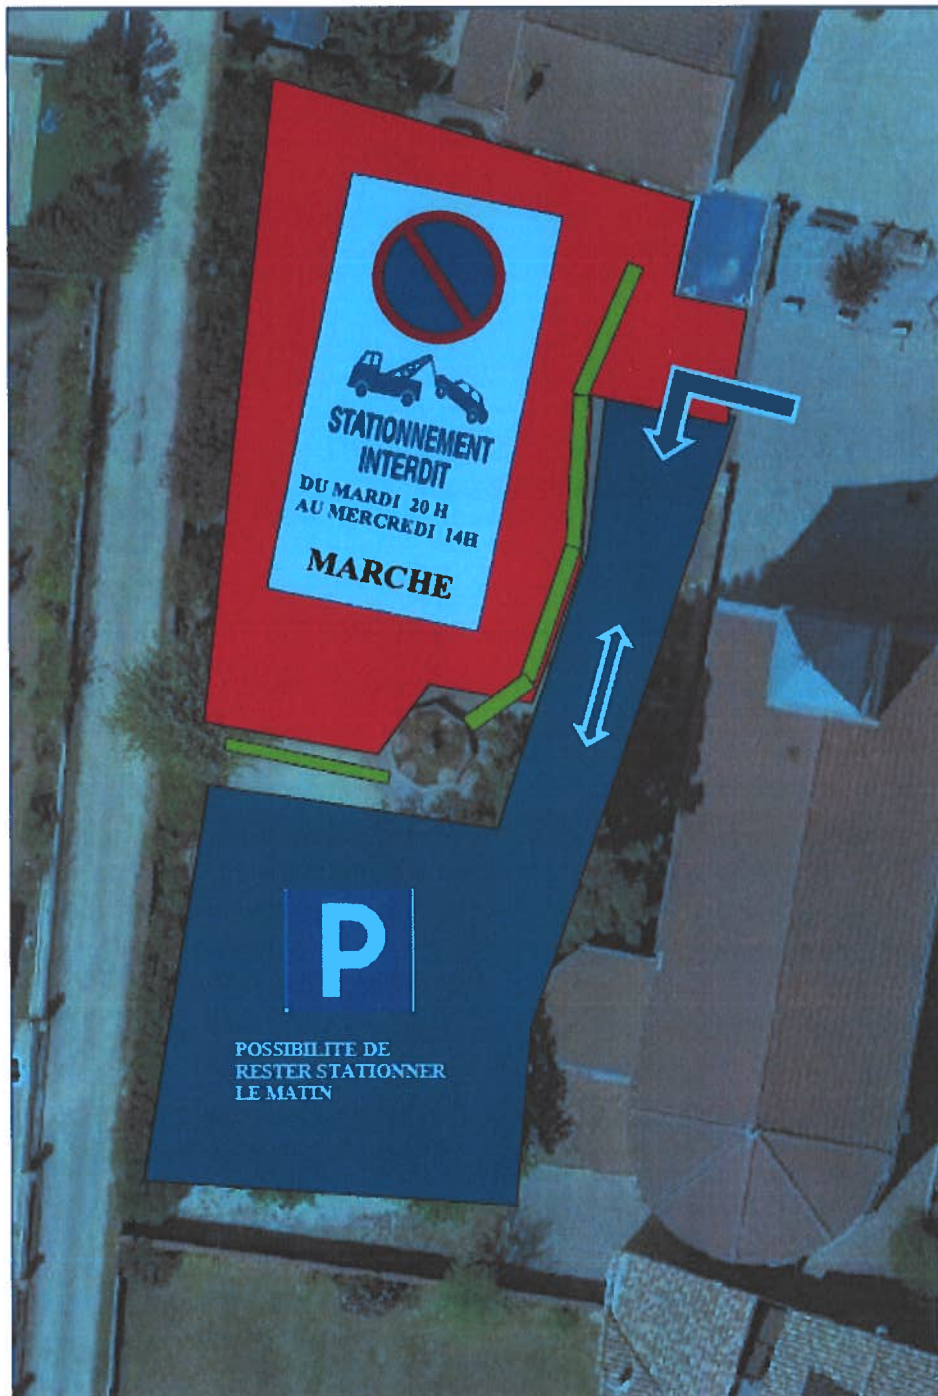 STATIONNEMENT
INTERDIT
DU MARDI 20 H
AU MERCREDI 14H
MARCHE
P
POSSIBILITE DE
RESTER STATIONNER
LE MATIN